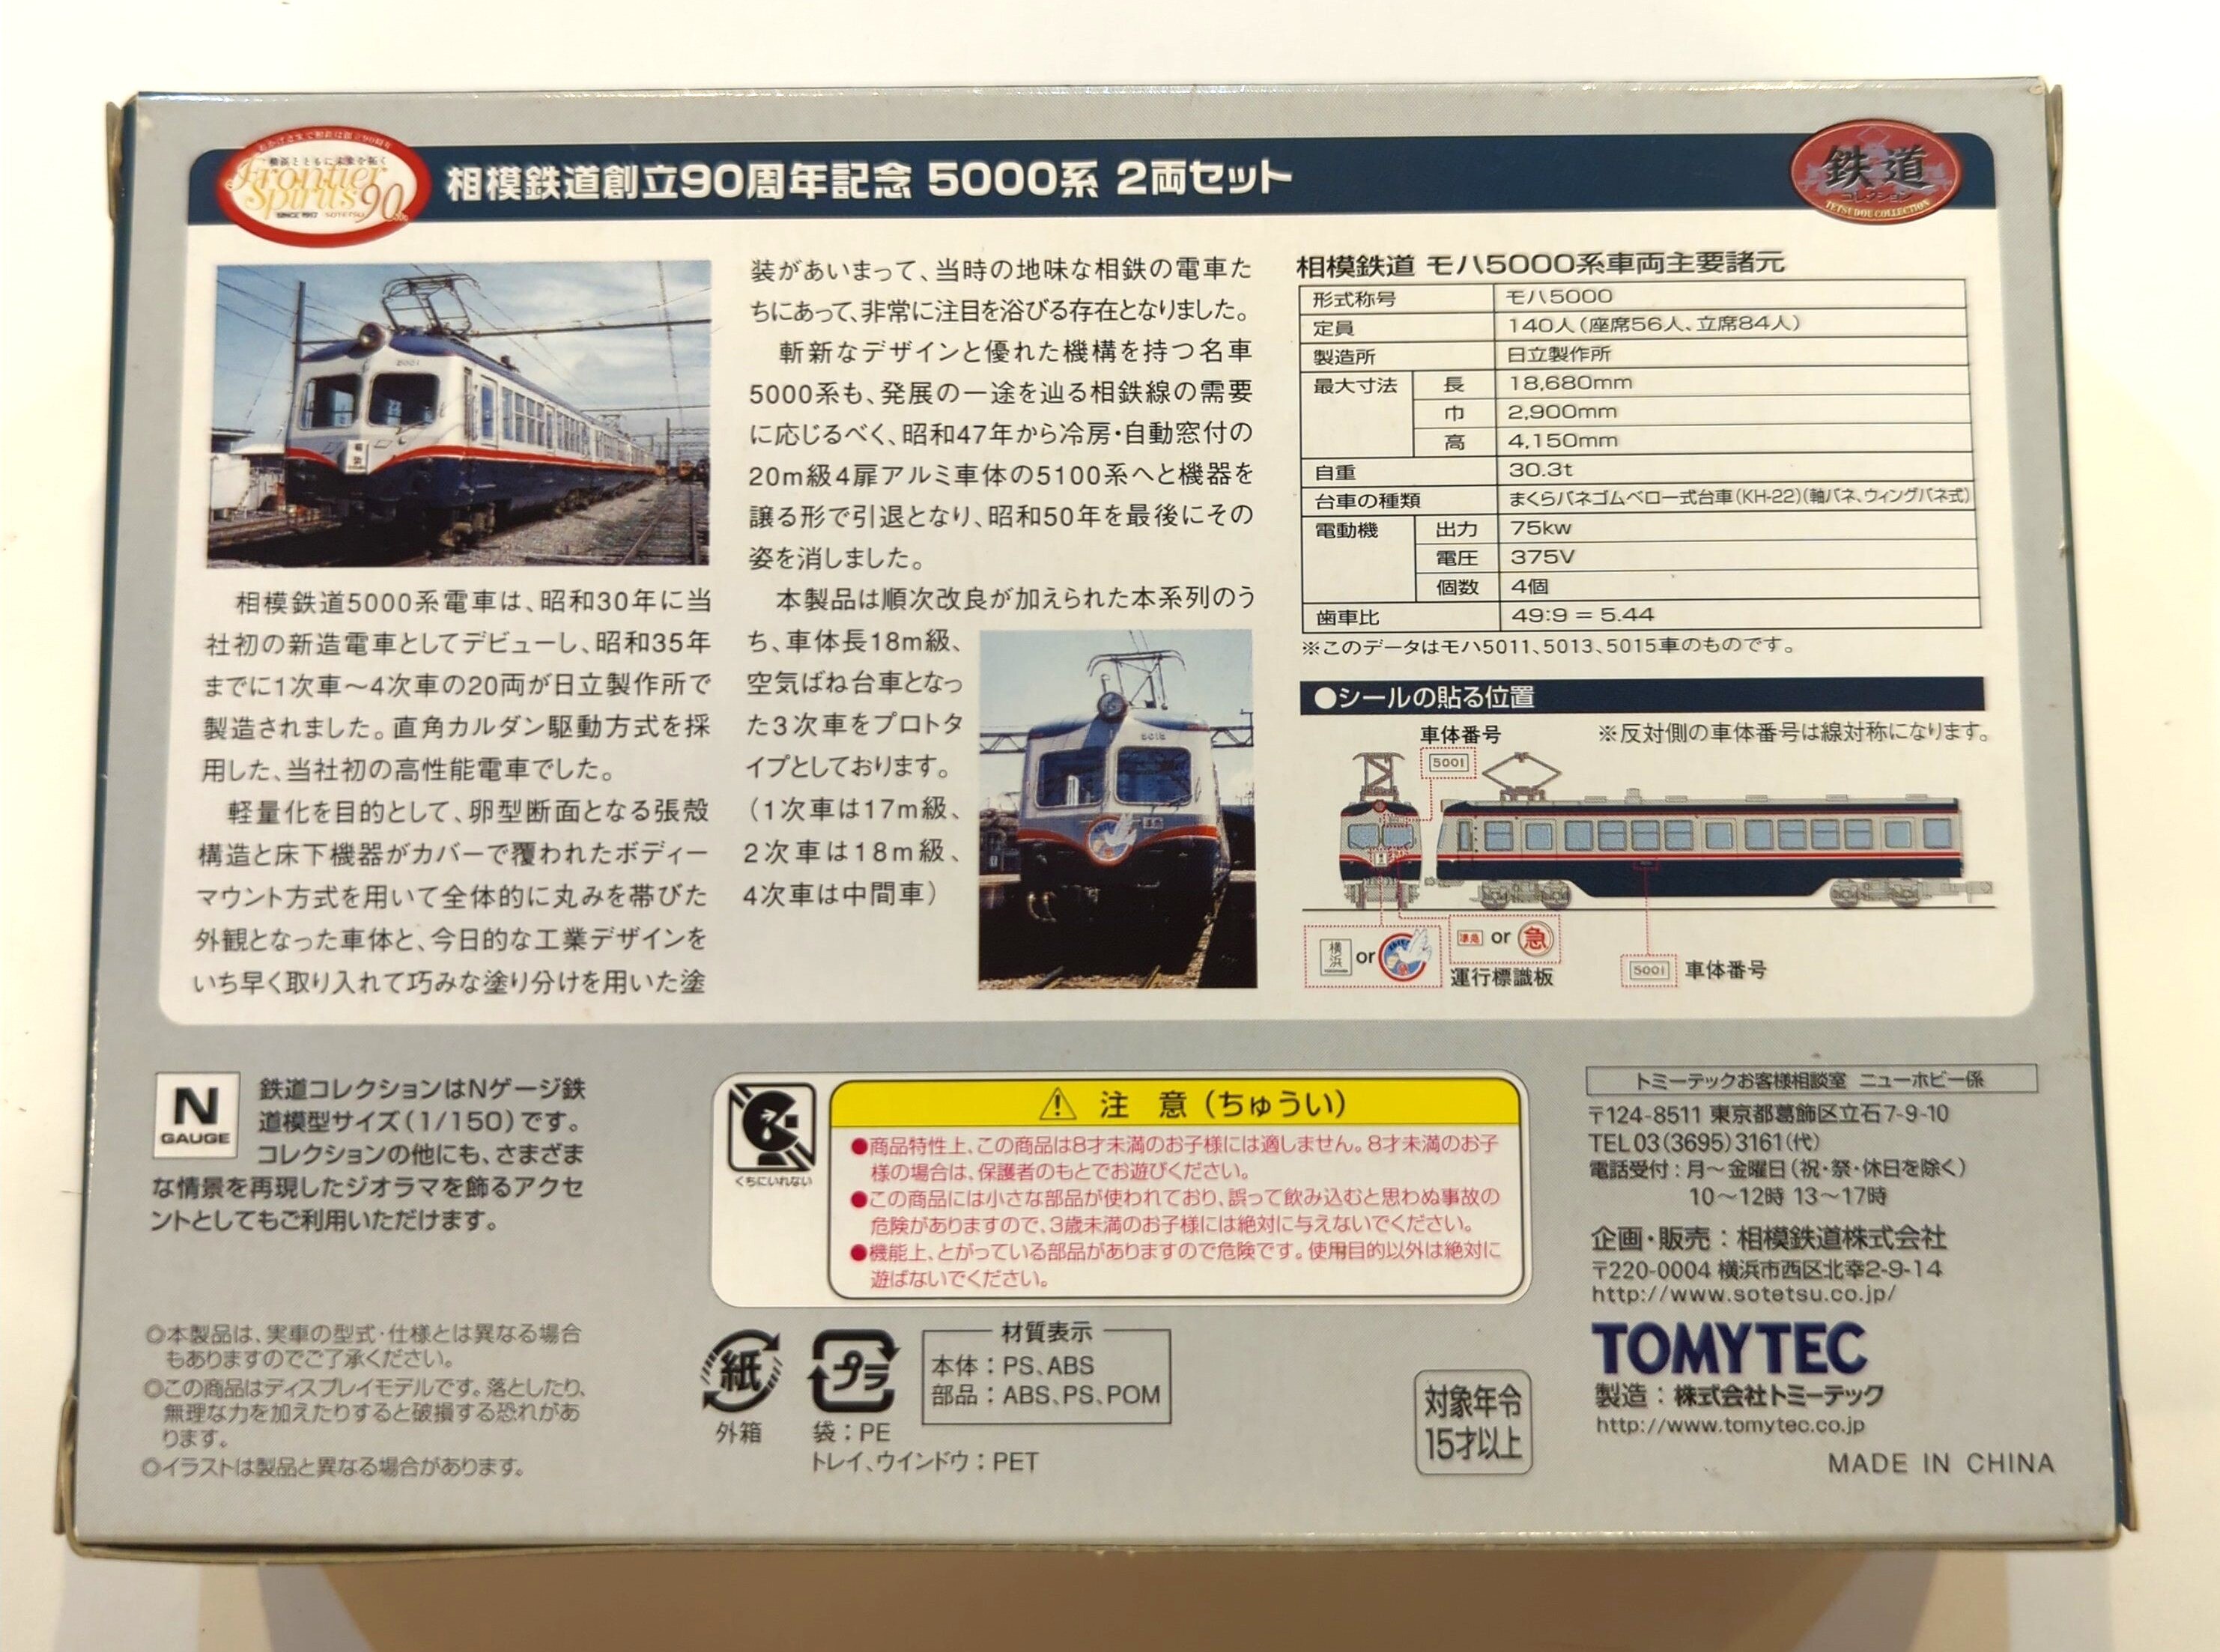 横浜とともに未来を拓く
Frontier
Spirits 90
SINCE 1917 SOTETSU
相模鉄道創立90周年記念 5000系 2両セット
鉄道
コレクション
TETSUDOU COLLECTION
相模鉄道5000系電車は、昭和30年に当
社初の新造電車としてデビューし、昭和35年
までに1次車～4次車の20両が日立製作所で
製造されました。直角カルダン駆動方式を採
用した、当社初の高性能電車でした。
軽量化を目的として、卵型断面となる張殻
構造と床下機器がカバーで覆われたボディー
マウント方式を用いて全体的に丸みを帯びた
外観となった車体と、今日的な工業デザインを
いち早く取り入れて巧みな塗り分けを用いた塗
装があいまって、当時の地味な相鉄の電車た
ちにあって、非常に注目を浴びる存在となりました。
斬新なデザインと優れた機構を持つ名車
5000系も、発展の一途を辿る相鉄線の需要
に応じるべく、昭和47年から冷房・自動窓付の
20m級4扉アルミ車体の5100系へと機器を
譲る形で引退となり、昭和50年を最後にその
姿を消しました。
本製品は順次改良が加えられた本系列のう
ち、車体長18m級、
空気ばね台車となっ
た3次車をプロトタ
イプとしております。
（1次車は17m級、
2次車は18m級、
4次車は中間車）
相模鉄道 モハ5000系車両主要諸元
形式称号 モハ5000
定員 140人（座席56人、立席84人）
製造所 日立製作所
最大寸法 長 18,680mm
巾 2,900mm
高 4,150mm
自重 30.3t
台車の種類 まくらバネゴムベロー式台車（KH-22）（軸バネ、ウィングバネ式）
電動機 出力 75kw
電圧 375V
個数 4個
歯車比 49:9 = 5.44
※このデータはモハ5011、5013、5015車のものです。
●シールの貼る位置
車体番号 ※反対側の車体番号は線対称になります。
5001
横浜 or
準急 or 急
運行標識板
5001 車体番号
N
GAUGE
鉄道コレクションはNゲージ鉄
道模型サイズ（1/150）です。
コレクションの他にも、さまざま
な情景を再現したジオラマを飾るアクセ
ントとしてもご利用いただけます。
◎本製品は、実車の型式・仕様とは異なる場合
もありますのでご了承ください。
◎この商品はディスプレイモデルです。落としたり、
無理な力を加えたりすると破損する恐れがあ
ります。
◎イラストは製品と異なる場合があります。
くちにいれない
注 意（ちゅうい）
●商品特性上、この商品は8才未満のお子様には適しません。8才未満のお子
様の場合は、保護者のもとでお遊びください。
●この商品には小さな部品が使われており、誤って飲み込むと思わぬ事故の
危険がありますので、3歳未満のお子様には絶対に与えないでください。
●機能上、とがっている部品がありますので危険です。使用目的以外は絶対に
遊ばないでください。
紙
外箱
プラ
袋：PE
トレイ、ウインドウ：PET
材質表示
本体：PS、ABS
部品：ABS、PS、POM
対象年令
15才以上
トミーテックお客様相談室 ニューホビー係
〒124-8511 東京都葛飾区立石7-9-10
TEL 03（3695）3161（代）
電話受付：月～金曜日（祝・祭・休日を除く）
10～12時 13～17時
企画・販売：相模鉄道株式会社
〒220-0004 横浜市西区北幸2-9-14
http://www.sotetsu.co.jp/
TOMYTEC
製造：株式会社トミーテック
http://www.tomytec.co.jp
MADE IN CHINA